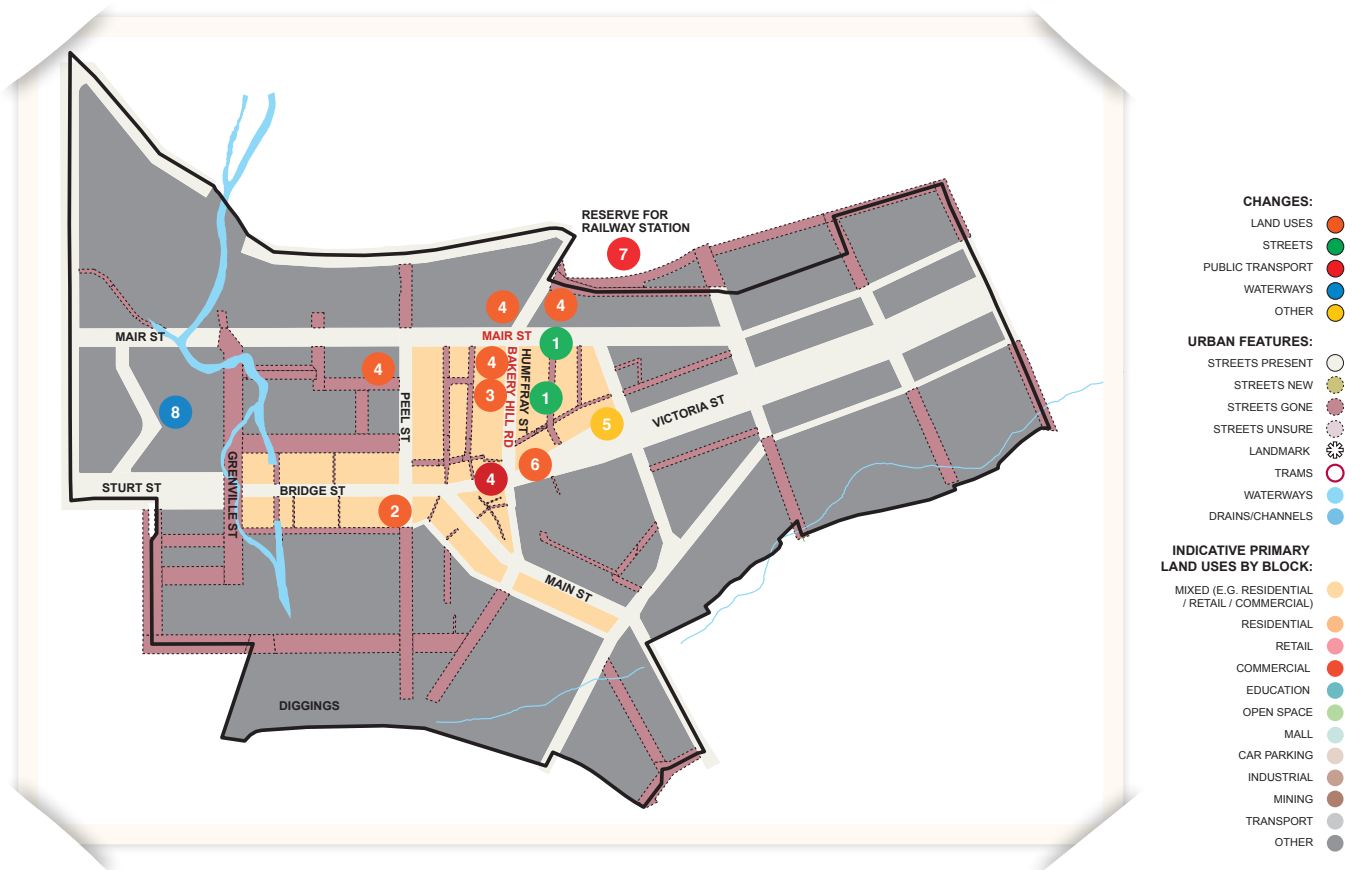 RESERVE FOR
RAILWAY STATION
7
4
4
MAIR ST
MAIR ST
1
4
4
3
BAKERY HILL RD
HUMFFRAY ST
1
PEEL ST
8
5
VICTORIA ST
6
4
STURT ST
GRENVILLE ST
BRIDGE ST
2
MAIN ST
DIGGINGS
CHANGES:
LAND USES
STREETS
PUBLIC TRANSPORT
WATERWAYS
OTHER
URBAN FEATURES:
STREETS PRESENT
STREETS NEW
STREETS GONE
STREETS UNSURE
LANDMARK
TRAMS
WATERWAYS
DRAINS/CHANNELS
INDICATIVE PRIMARY
LAND USES BY BLOCK:
MIXED (E.G. RESIDENTIAL
/ RETAIL / COMMERCIAL)
RESIDENTIAL
RETAIL
COMMERCIAL
EDUCATION
OPEN SPACE
MALL
CAR PARKING
INDUSTRIAL
MINING
TRANSPORT
OTHER